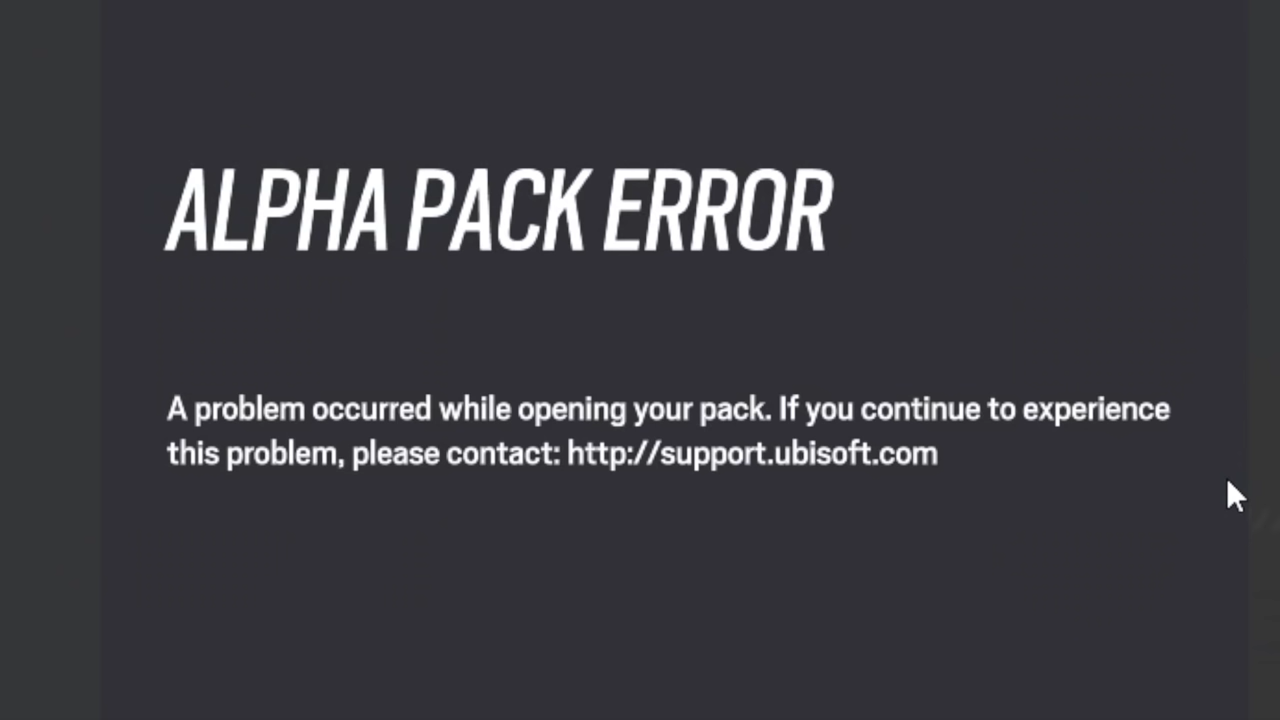 ALPHA PACK ERROR
A problem occurred while opening your pack. If you continue to experience
this problem, please contact: http://support.ubisoft.com